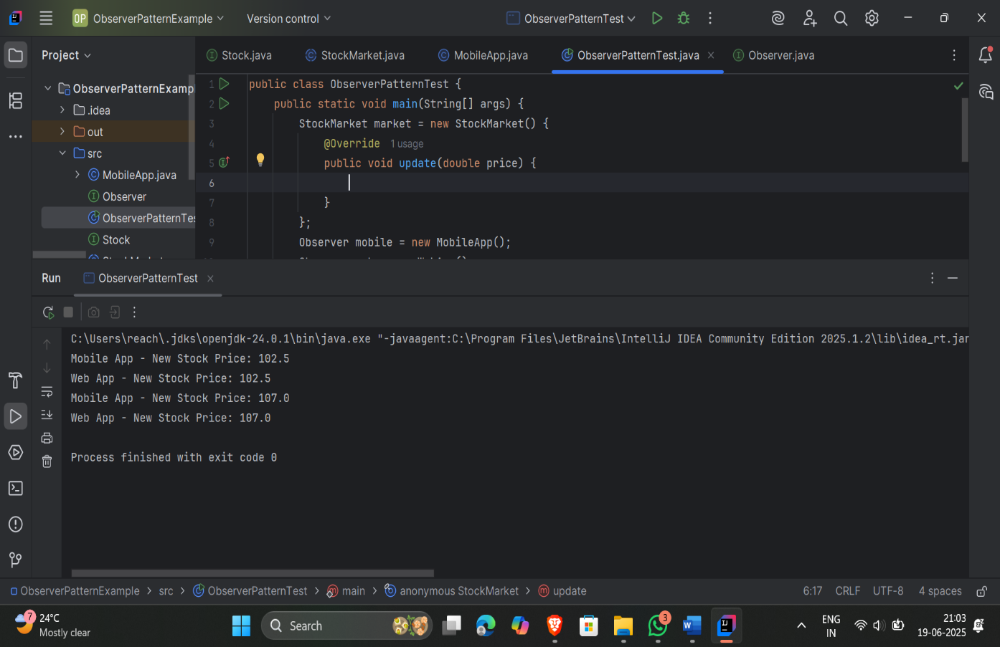 OP ObserverPatternExample Version control ObserverPatternTest
Project
Stock.java StockMarket.java MobileApp.java ObserverPatternTest.java Observer.java
ObserverPatternExamp
.idea
out
src
MobileApp.java
Observer
ObserverPatternTes
Stock
1 public class ObserverPatternTest {
2 public static void main(String[] args) {
3 StockMarket market = new StockMarket() {
4 @Override 1 usage
5 public void update(double price) {
6
7 }
8 };
9 Observer mobile = new MobileApp();
Run ObserverPatternTest
C:\Users\reach\.jdks\openjdk-24.0.1\bin\java.exe "-javaagent:C:\Program Files\JetBrains\IntelliJ IDEA Community Edition 2025.1.2\lib\idea_rt.jar
Mobile App - New Stock Price: 102.5
Web App - New Stock Price: 102.5
Mobile App - New Stock Price: 107.0
Web App - New Stock Price: 107.0
Process finished with exit code 0
ObserverPatternExample > src > ObserverPatternTest > main > anonymous StockMarket > update 6:17 CRLF UTF-8 4 spaces
7 24°C
Mostly clear
Search
3
ENG
IN
21:03
19-06-2025